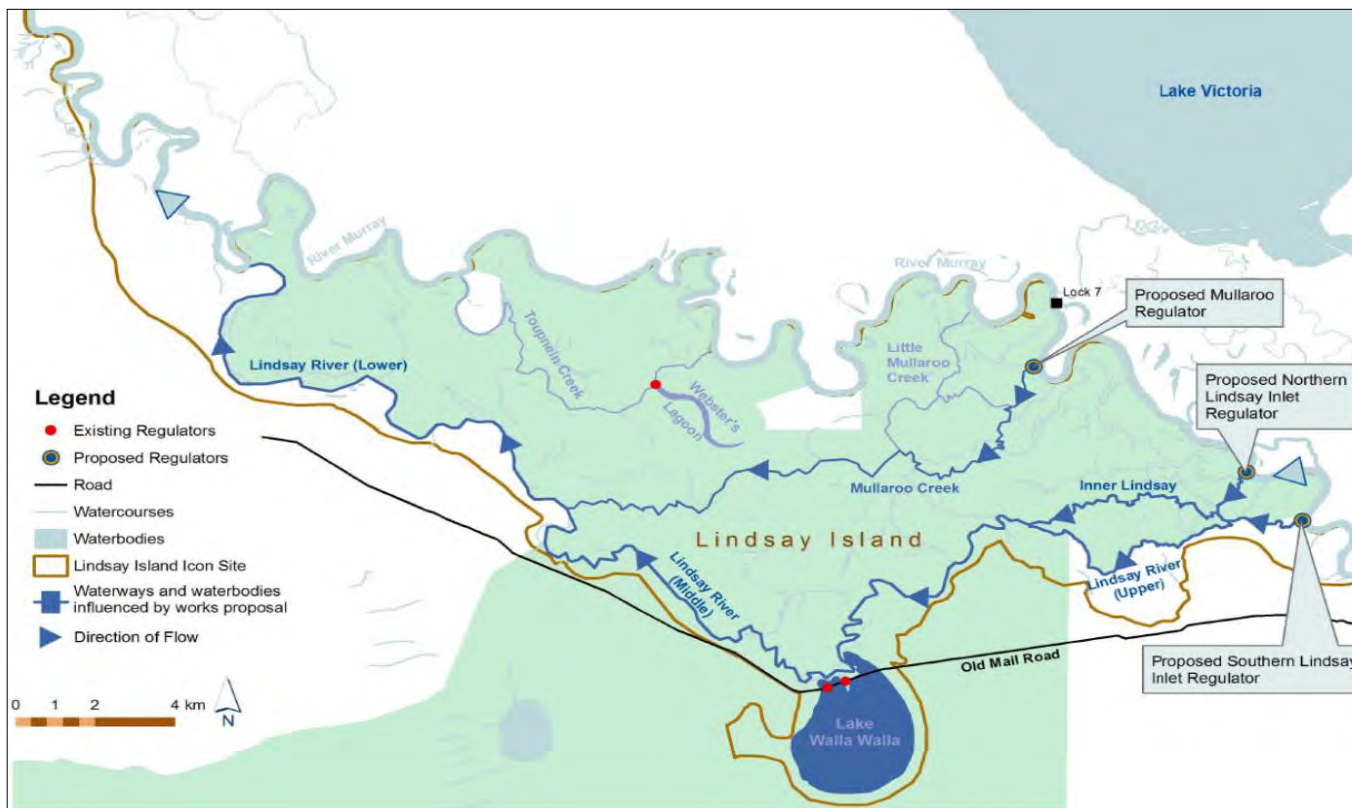 Lake Victoria
River Murray
River Murray
Lock 7
Proposed Mullaroo
Regulator
Toupnein Creek
Little
Mullaroo
Creek
Lindsay River (Lower)
Webster's
Lagoon
Proposed Northern
Lindsay Inlet
Regulator
Legend
Existing Regulators
Proposed Regulators
Road
Watercourses
Waterbodies
Lindsay Island Icon Site
Waterways and waterbodies
influenced by works proposal
Direction of Flow
Mullaroo Creek
Inner Lindsay
Lindsay Island
Lindsay River
(Middle)
Lindsay River
(Upper)
Old Mail Road
Proposed Southern Lindsay
Inlet Regulator
0 1 2 4 km
N
Lake
Walla Walla